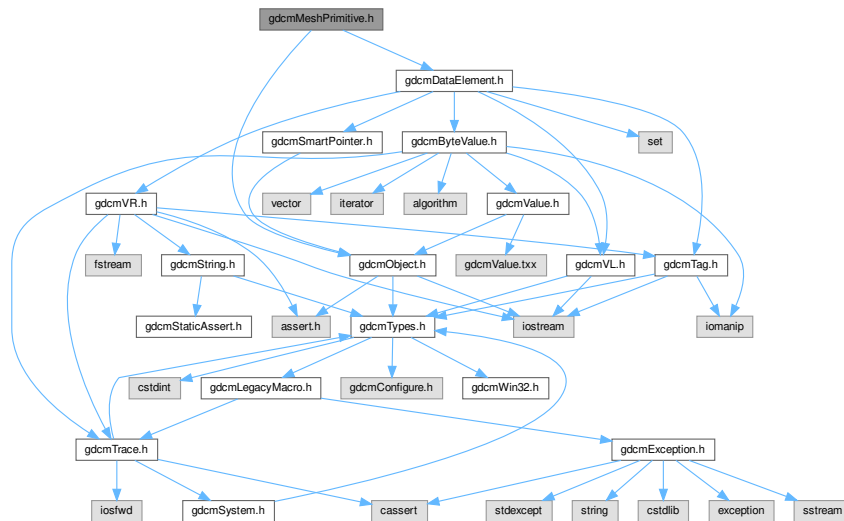 gdcmMeshPrimitive.h
gdcmDataElement.h
gdcmSmartPointer.h
gdcmByteValue.h
set
gdcmVR.h
vector
iterator
algorithm
gdcmValue.h
fstream
gdcmString.h
gdcmObject.h
gdcmValue.txx
gdcmVL.h
gdcmTag.h
gdcmStaticAssert.h
assert.h
gdcmTypes.h
iostream
iomanip
cstdint
gdcmLegacyMacro.h
gdcmConfigure.h
gdcmWin32.h
gdcmTrace.h
gdcmException.h
iosfwd
gdcmSystem.h
cassert
stdexcept
string
cstdlib
exception
sstream